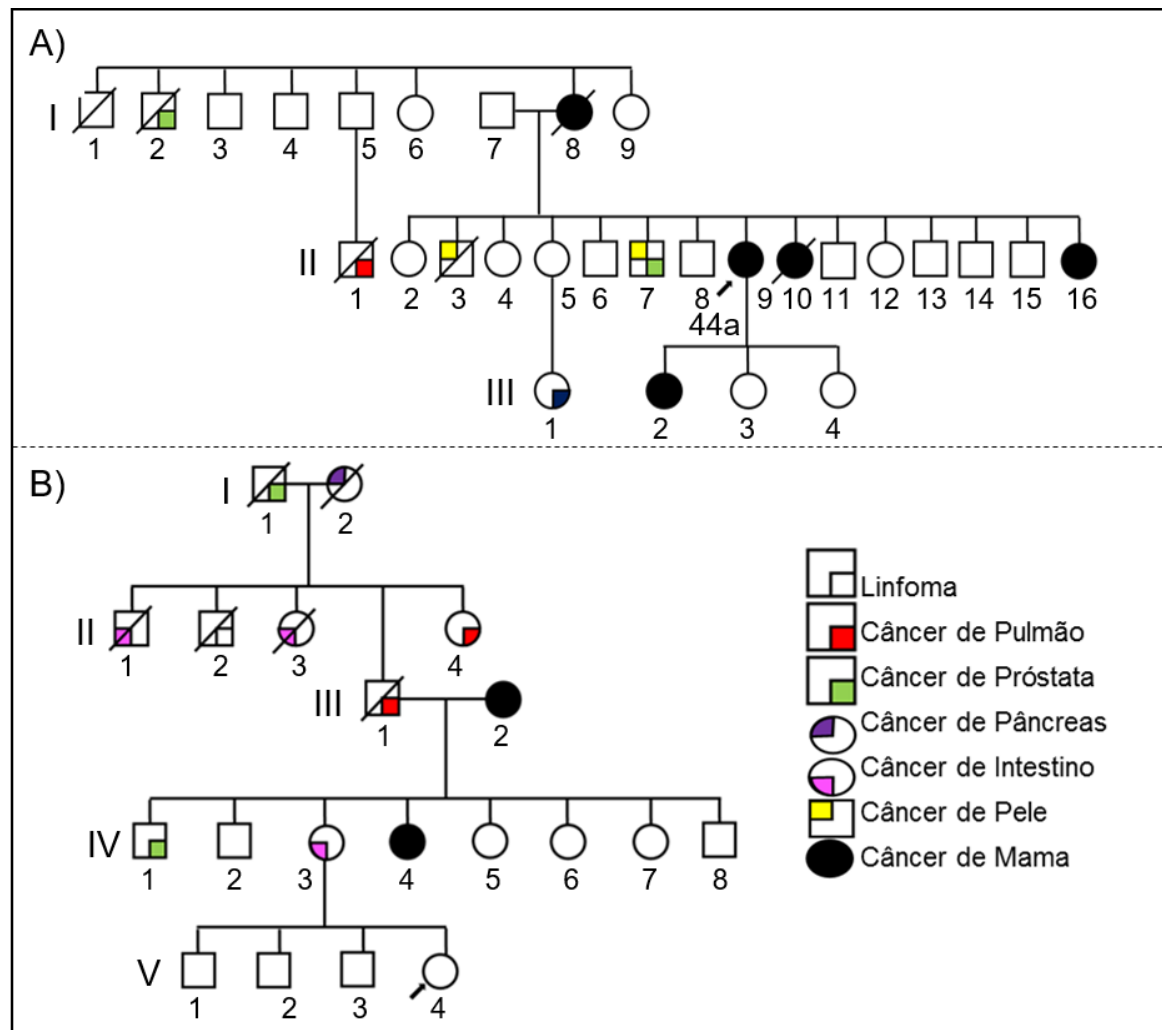 A)
I
1 2 3 4 5 6 7 8 9
II
1 2 3 4 5 6 7 8 9 10 11 12 13 14 15 16
44a
III
1 2 3 4
B)
I
1 2
II
1 2 3 4
III
1 2
IV
1 2 3 4 5 6 7 8
V
1 2 3 4
Linfoma
Câncer de Pulmão
Câncer de Próstata
Câncer de Pâncreas
Câncer de Intestino
Câncer de Pele
Câncer de Mama